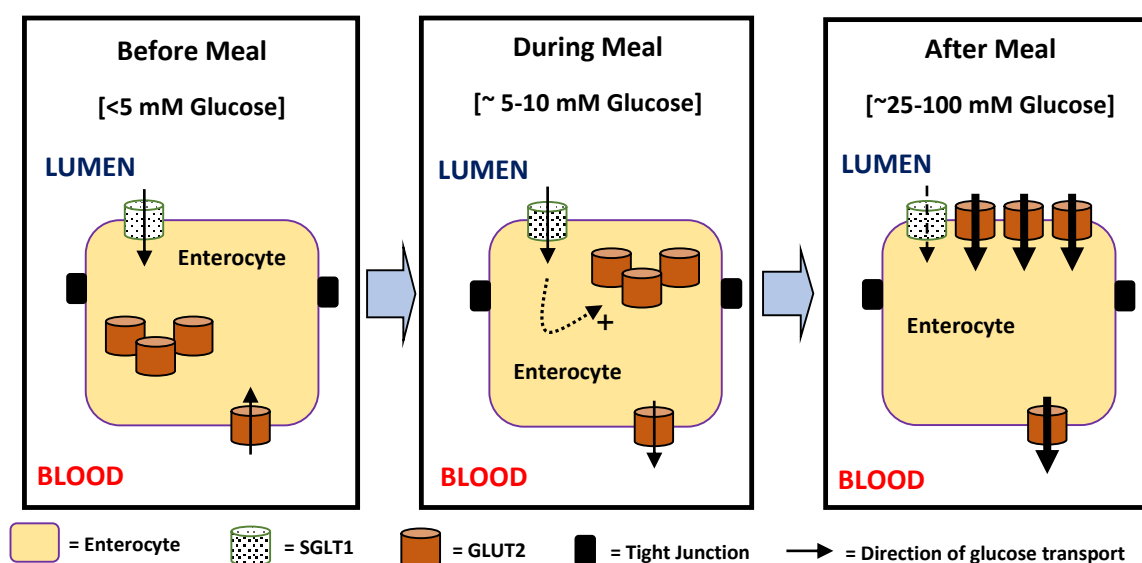 Before Meal
[<5 mM Glucose]
LUMEN
Enterocyte
BLOOD
During Meal
[~ 5-10 mM Glucose]
LUMEN
+
Enterocyte
BLOOD
After Meal
[~25-100 mM Glucose]
LUMEN
Enterocyte
BLOOD
= Enterocyte
= SGLT1
= GLUT2
= Tight Junction
= Direction of glucose transport